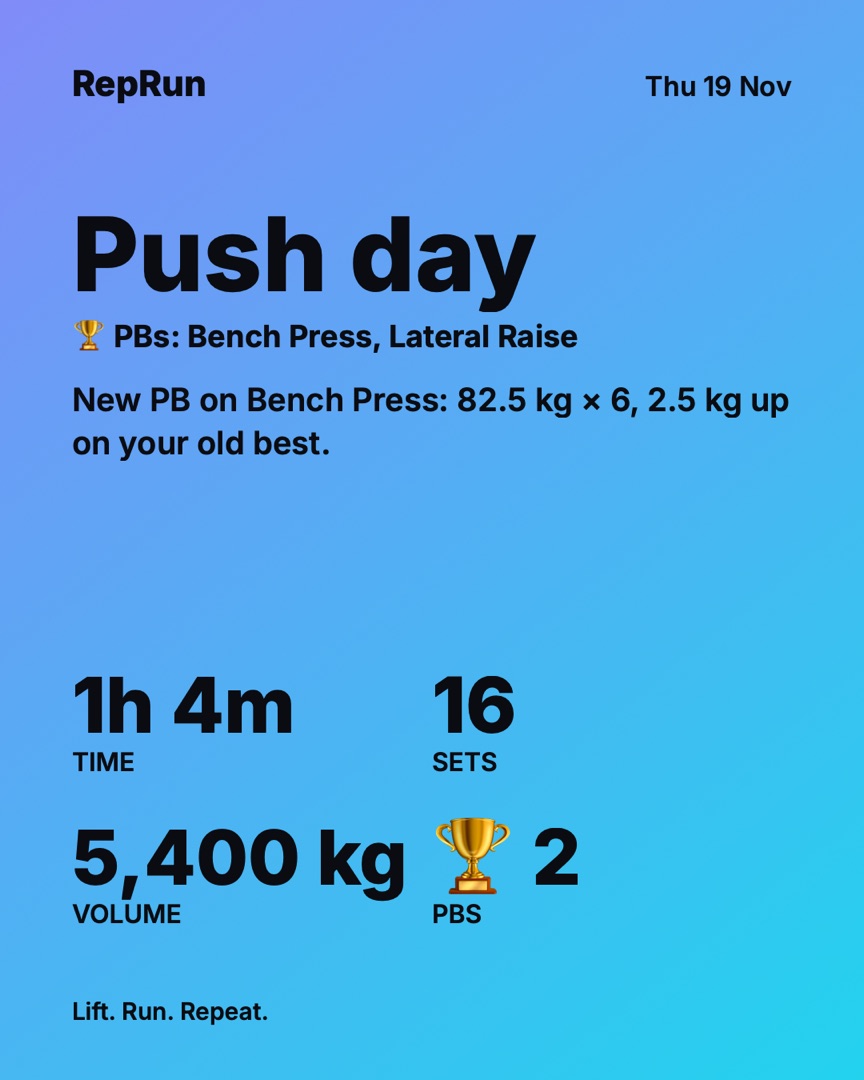 RepRun
Thu 19 Nov
Push day
🏆 PBs: Bench Press, Lateral Raise
New PB on Bench Press: 82.5 kg × 6, 2.5 kg up
on your old best.
1h 4m
16
TIME
SETS
5,400 kg
🏆 2
VOLUME
PBS
Lift. Run. Repeat.